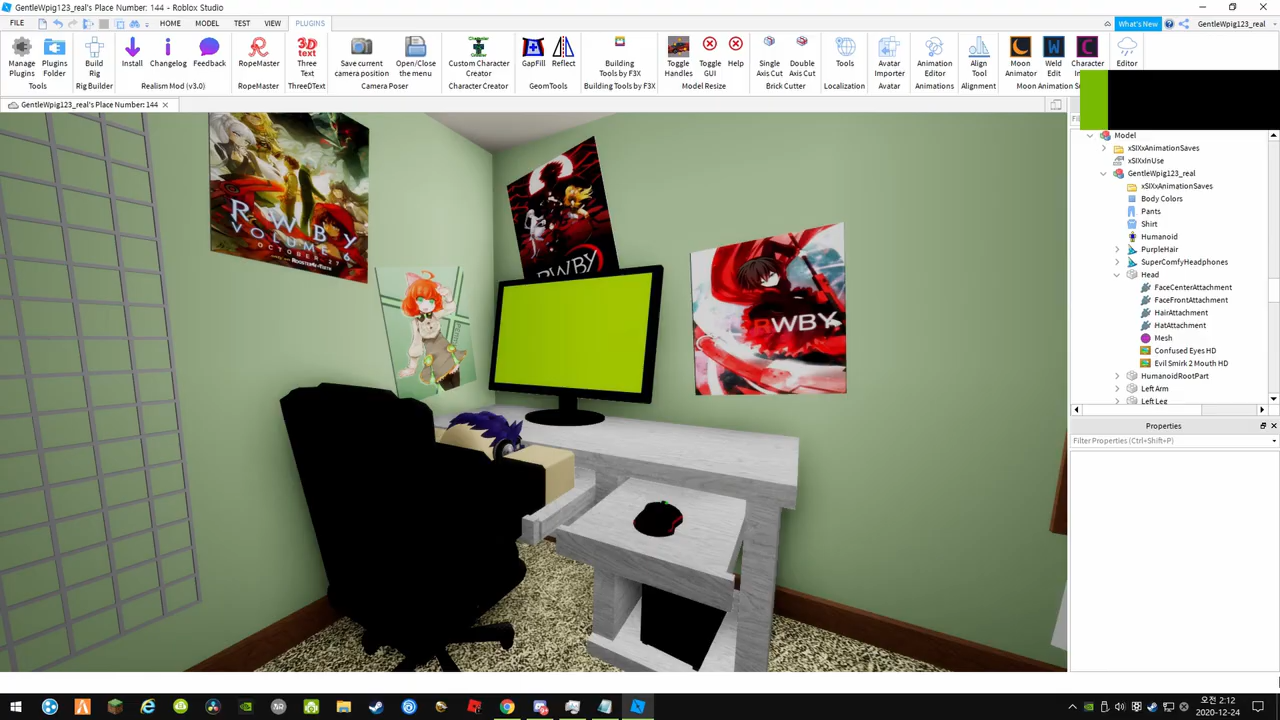 GentleWpig123_real's Place Number: 144 - Roblox Studio
FILE HOME MODEL TEST VIEW PLUGINS What's New GentleWpig123_real
Manage Plugins
Plugins Folder
Build Rig
Install
Changelog
Feedback
RopeMaster
Three Text
3D text
Save current camera position
Open/Close the menu
Custom Character Creator
GapFill
Reflect
Building Tools by F3X
Toggle Handles
Toggle GUI
Help
Single Axis Cut
Double Axis Cut
Tools
Avatar Importer
Animation Editor
Align Tool
Moon Animator
Weld Edit
Character
Editor
Tools Rig Builder Realism Mod (v3.0) RopeMaster ThreeDText Camera Poser Character Creator GeomTools Building Tools by F3X Model Resize Brick Cutter Localization Avatar Animations Alignment Moon Animation Su
GentleWpig123_real's Place Number: 144
RWBY
VOLUME 6
OCTOBER 27
RWBY
RWBY
Model
xSIXxAnimationSaves
xSIXxInUse
GentleWpig123_real
xSIXxAnimationSaves
Body Colors
Pants
Shirt
Humanoid
PurpleHair
SuperComfyHeadphones
Head
FaceCenterAttachment
FaceFrontAttachment
HairAttachment
HatAttachment
Mesh
Confused Eyes HD
Evil Smirk 2 Mouth HD
HumanoidRootPart
Left Arm
Left Leg
Properties
Filter Properties (Ctrl+Shift+P)
오전 2:12
2020-12-24